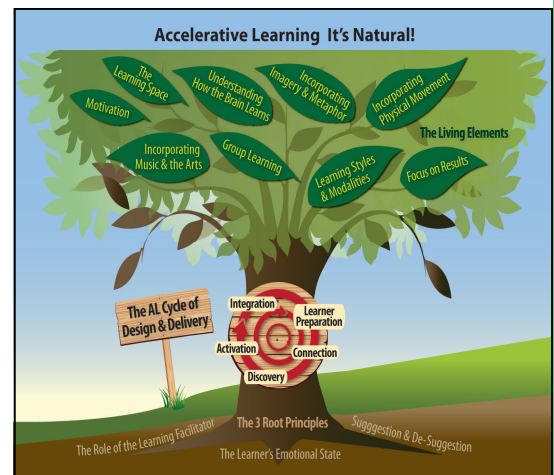 Accelerative Learning It's Natural!
The
Learning Space
Understanding
How the Brain Learns
Incorporating
Imagery & Metaphor
Incorporating
Physical Movement
Motivation
The Living Elements
Incorporating
Music & the Arts
Group Learning
Learning Styles
& Modalities
Focus on Results
The AL Cycle of
Design & Delivery
Integration
Learner
Preparation
Activation
Connection
Discovery
The Role of the Learning Facilitator
The 3 Root Principles
Sugggestion & De-Suggestion
The Learner's Emotional State